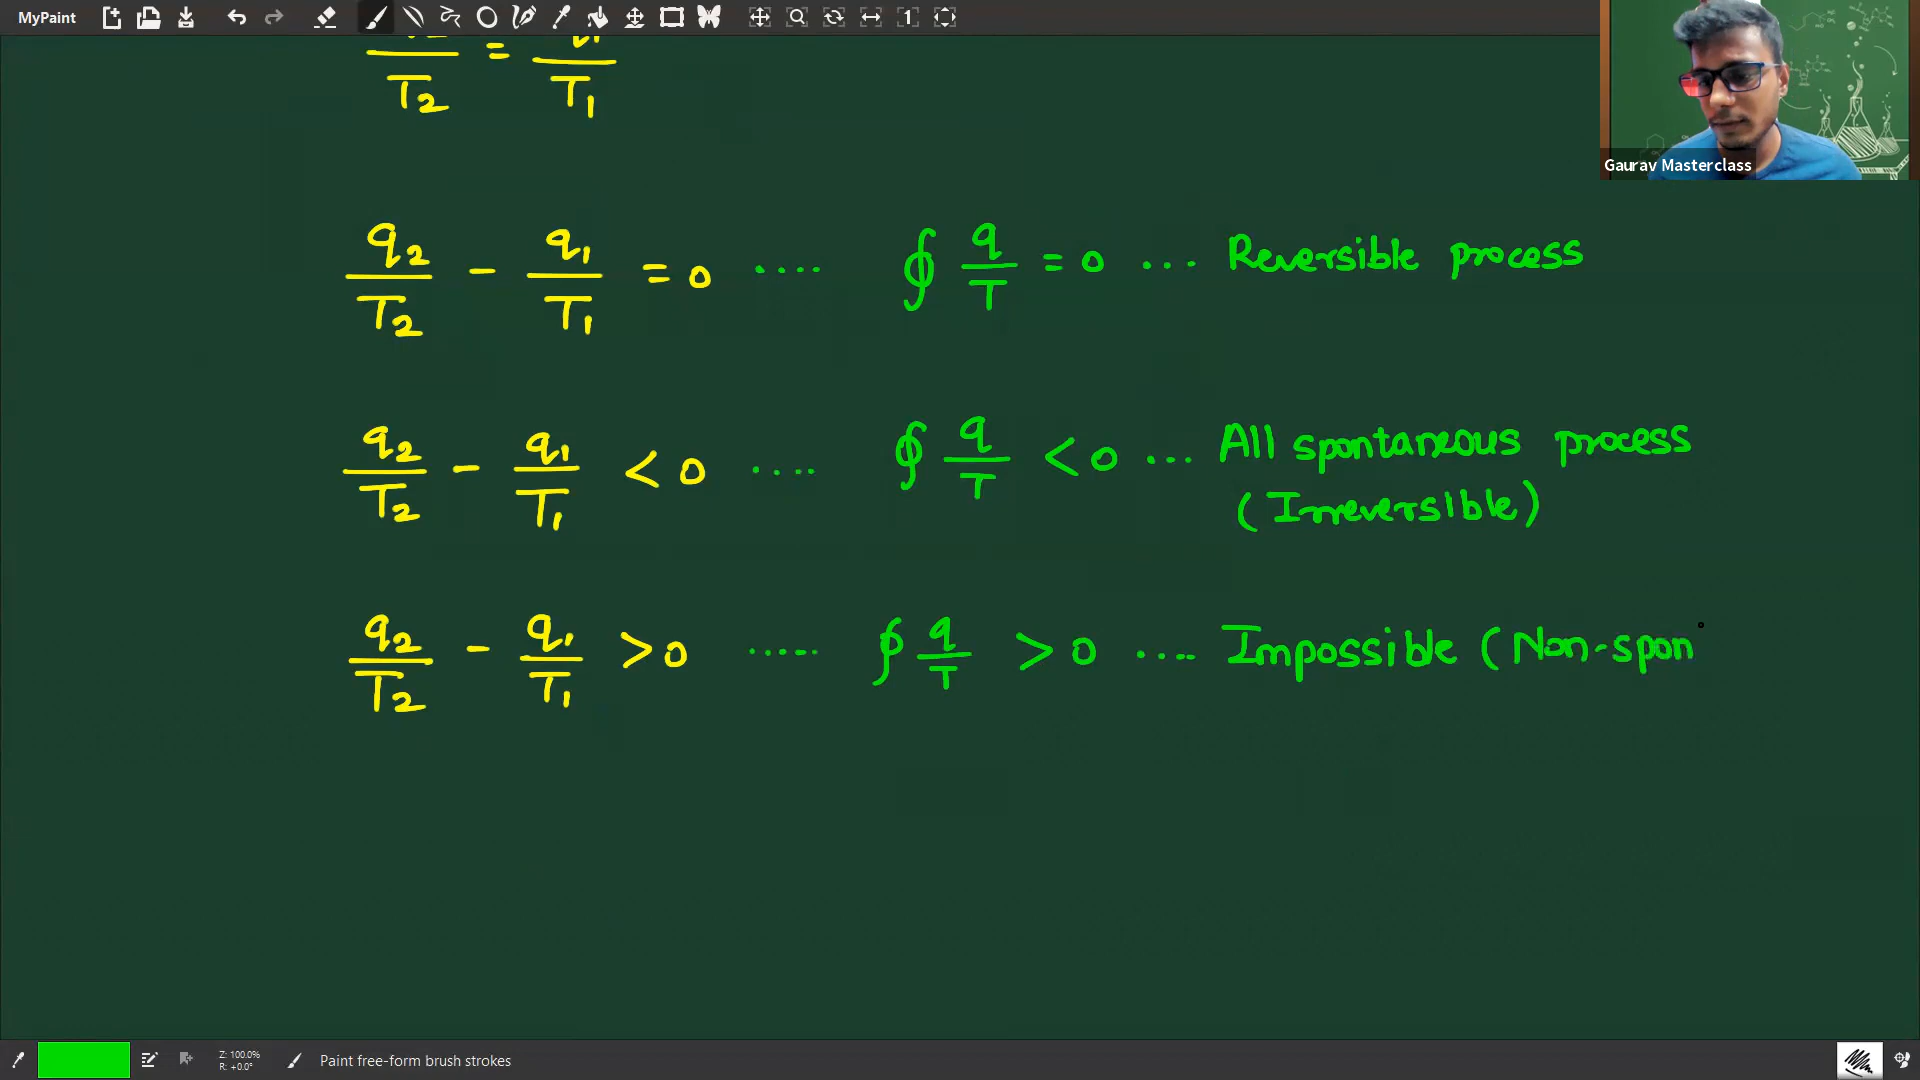 MyPaint
Gaurav Masterclass
/T₂ = /T₁
q₂/T₂ - q₁/T₁ = 0 .... ∮ q/T = 0 ... Reversible process
q₂/T₂ - q₁/T₁ < 0 .... ∮ q/T < 0 ... All spontaneous process
(Irreversible)
q₂/T₂ - q₁/T₁ > 0 ..... ∮ q/T > 0 .... Impossible (Non-spon
Z: 100.0%
R: +0.0°
Paint free-form brush strokes